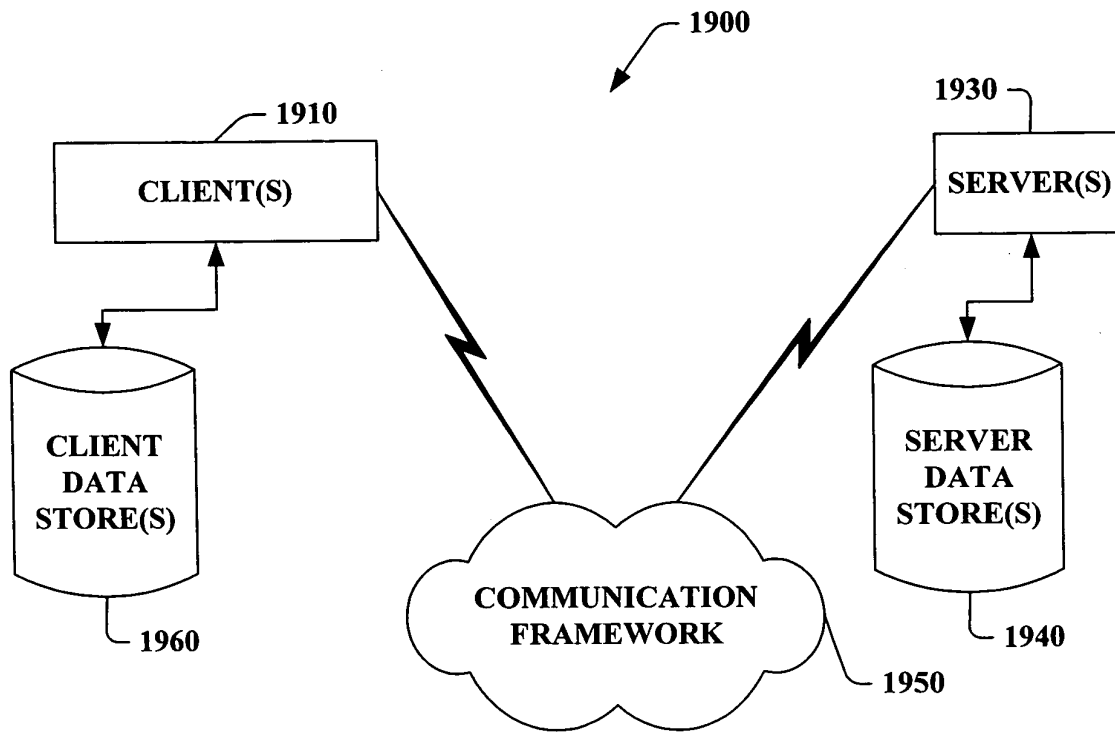 1900
1910
1930
CLIENT(S)
SERVER(S)
CLIENT
DATA
STORE(S)
SERVER
DATA
STORE(S)
COMMUNICATION
FRAMEWORK
1960
1940
1950